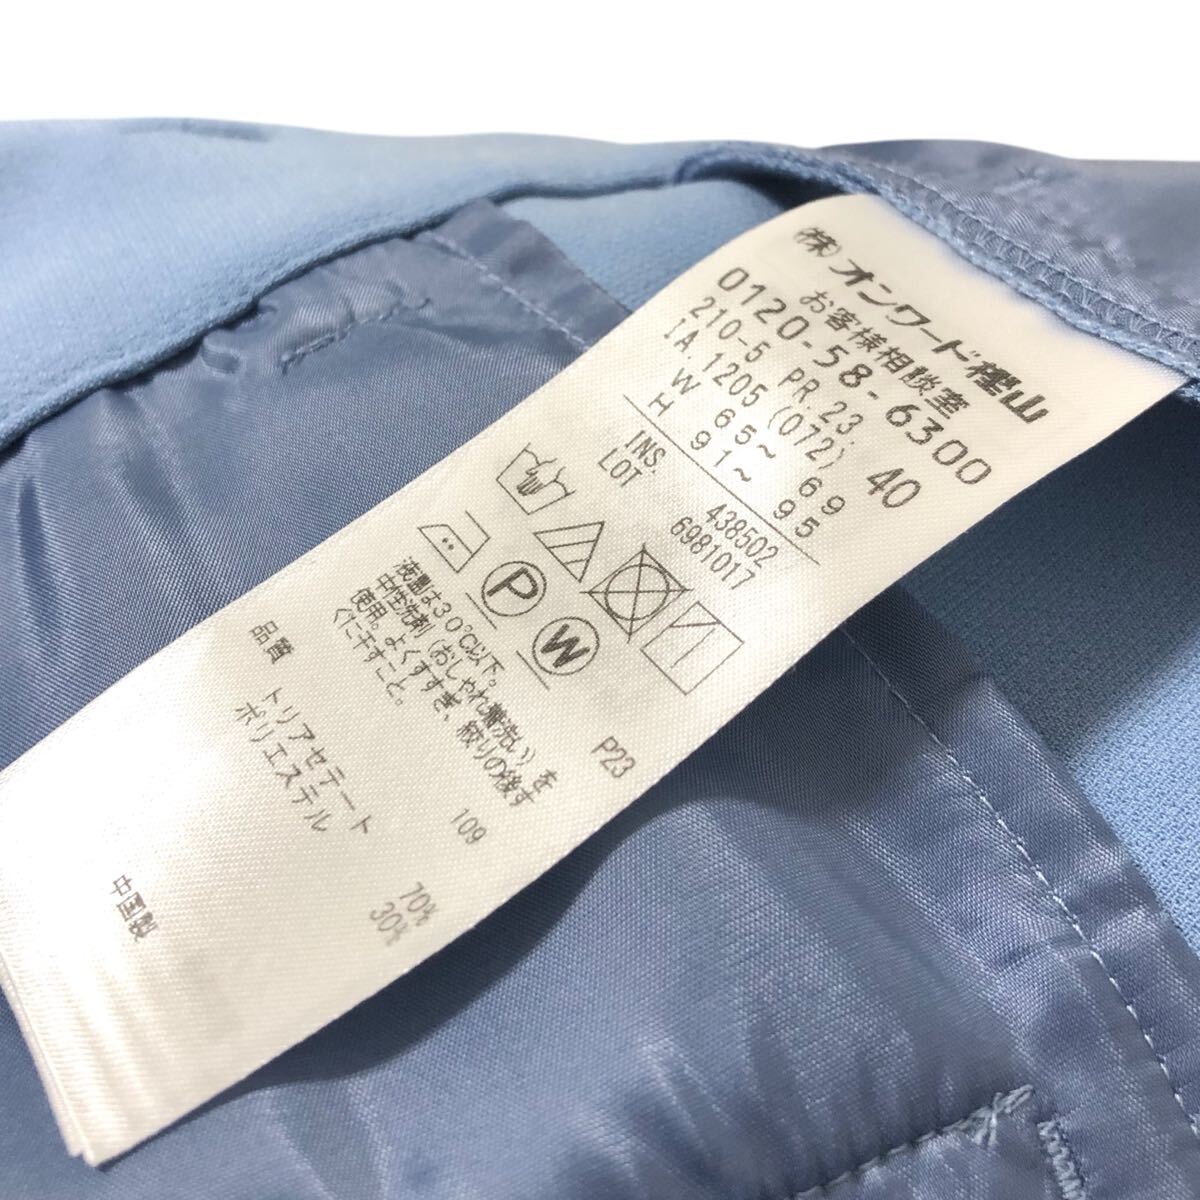 (株)オンワード樫山
お客様相談室
0120-58-6300
210-5 PR.23. 40
IA.1205(072)
W 65~69
H 91~95
INS. 438502
LOT 6981017
P
W
液温は30℃以下。
中性洗剤(おしゃれ着洗い)を
使用。よくすすぎ、絞りの後す
ぐに干すこと。
P23
品質
トリアセテート 70%
ポリエステル 30%
109
中国製